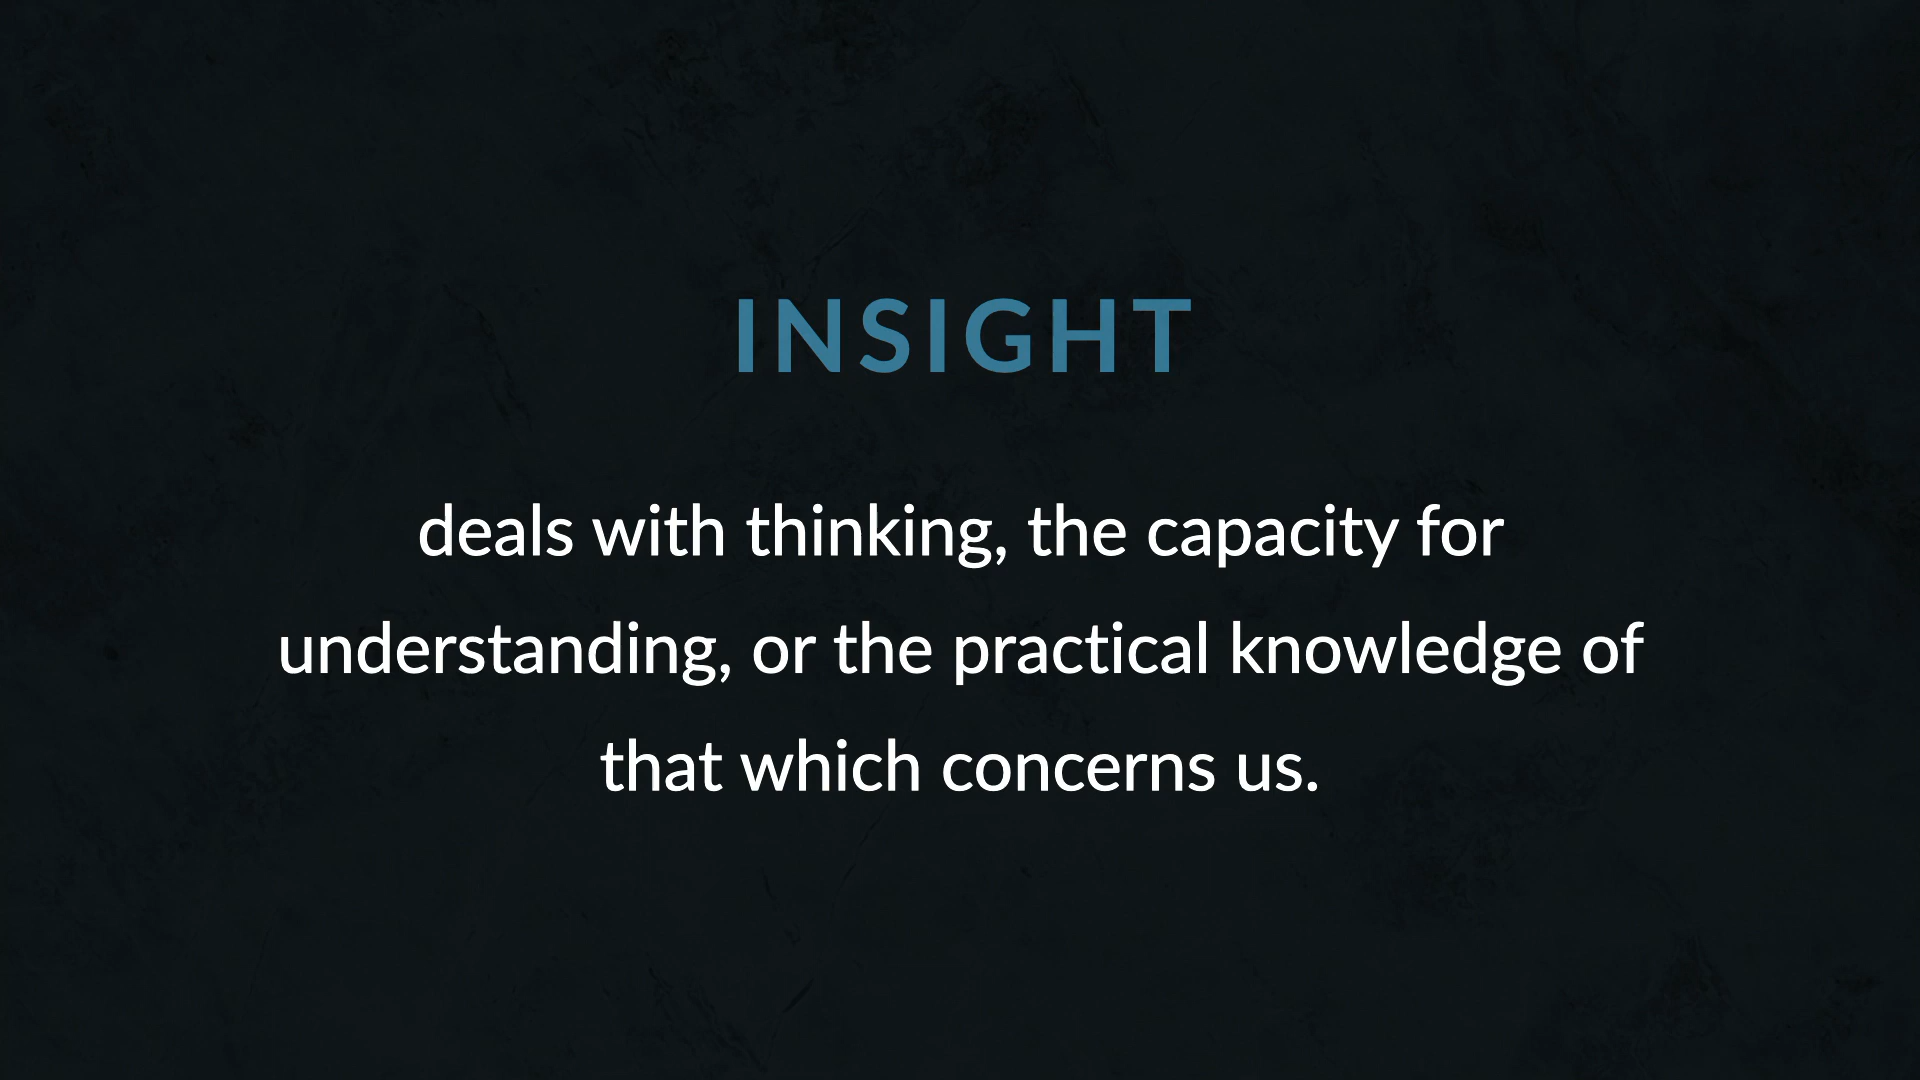 INSIGHT
deals with thinking, the capacity for
understanding, or the practical knowledge of
that which concerns us.